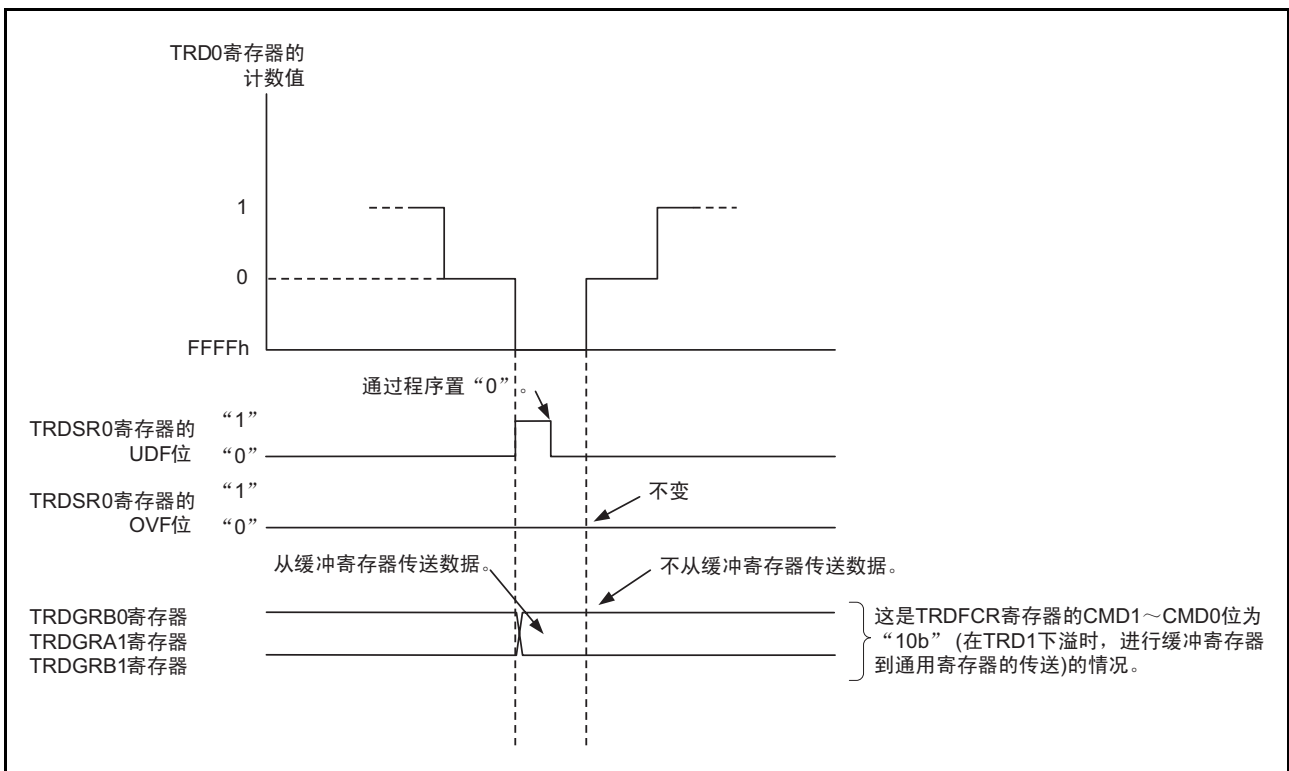 TRD0寄存器的
计数值
1
0
FFFFh
通过程序置“0”。
TRDSR0寄存器的
UDF位
“1”
“0”
TRDSR0寄存器的
OVF位
“1”
“0”
不变
从缓冲寄存器传送数据。
不从缓冲寄存器传送数据。
TRDGRB0寄存器
TRDGRA1寄存器
TRDGRB1寄存器
这是TRDFCR寄存器的CMD1～CMD0位为
“10b” (在TRD1下溢时，进行缓冲寄存器
到通用寄存器的传送)的情况。